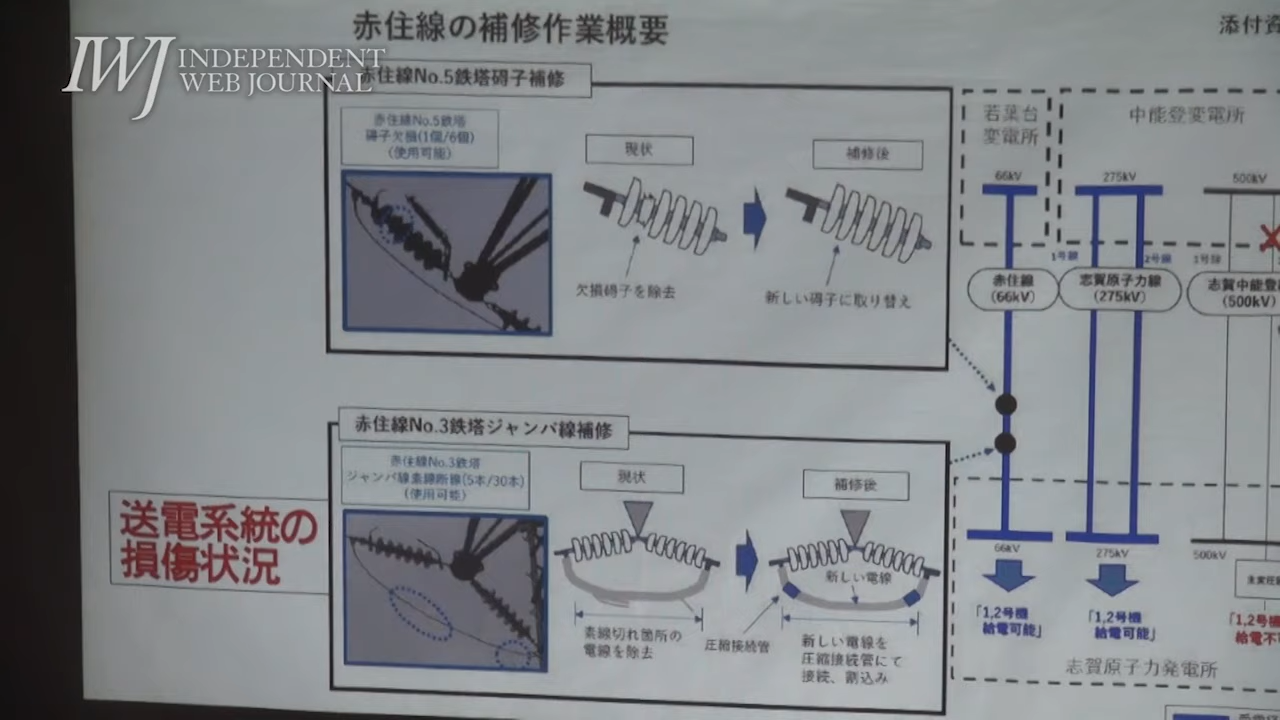 IWJ INDEPENDENT
WEB JOURNAL
赤住線の補修作業概要
添付資
赤住線No.5鉄塔碍子補修
赤住線No.5鉄塔
碍子欠損(1個/6個)
(使用可能)
現状
補修後
欠損碍子を除去
新しい碍子に取り替え
赤住線No.3鉄塔ジャンパ線補修
赤住線No.3鉄塔
ジャンパ線素線断線(5本/30本)
(使用可能)
現状
補修後
新しい電線
素線切れ箇所の
電線を除去
圧縮接続管
新しい電線を
圧縮接続管にて
接続、割込み
送電系統の
損傷状況
若葉台
変電所
中能登変電所
66kV
275kV
500kV
1号線
2号線
1号線
赤住線
(66kV)
志賀原子力線
(275kV)
志賀中能登
(500kV)
66kV
275kV
500kV
「1,2号機
給電可能」
「1,2号機
給電可能」
「1,2号機
給電不
志賀原子力発電所